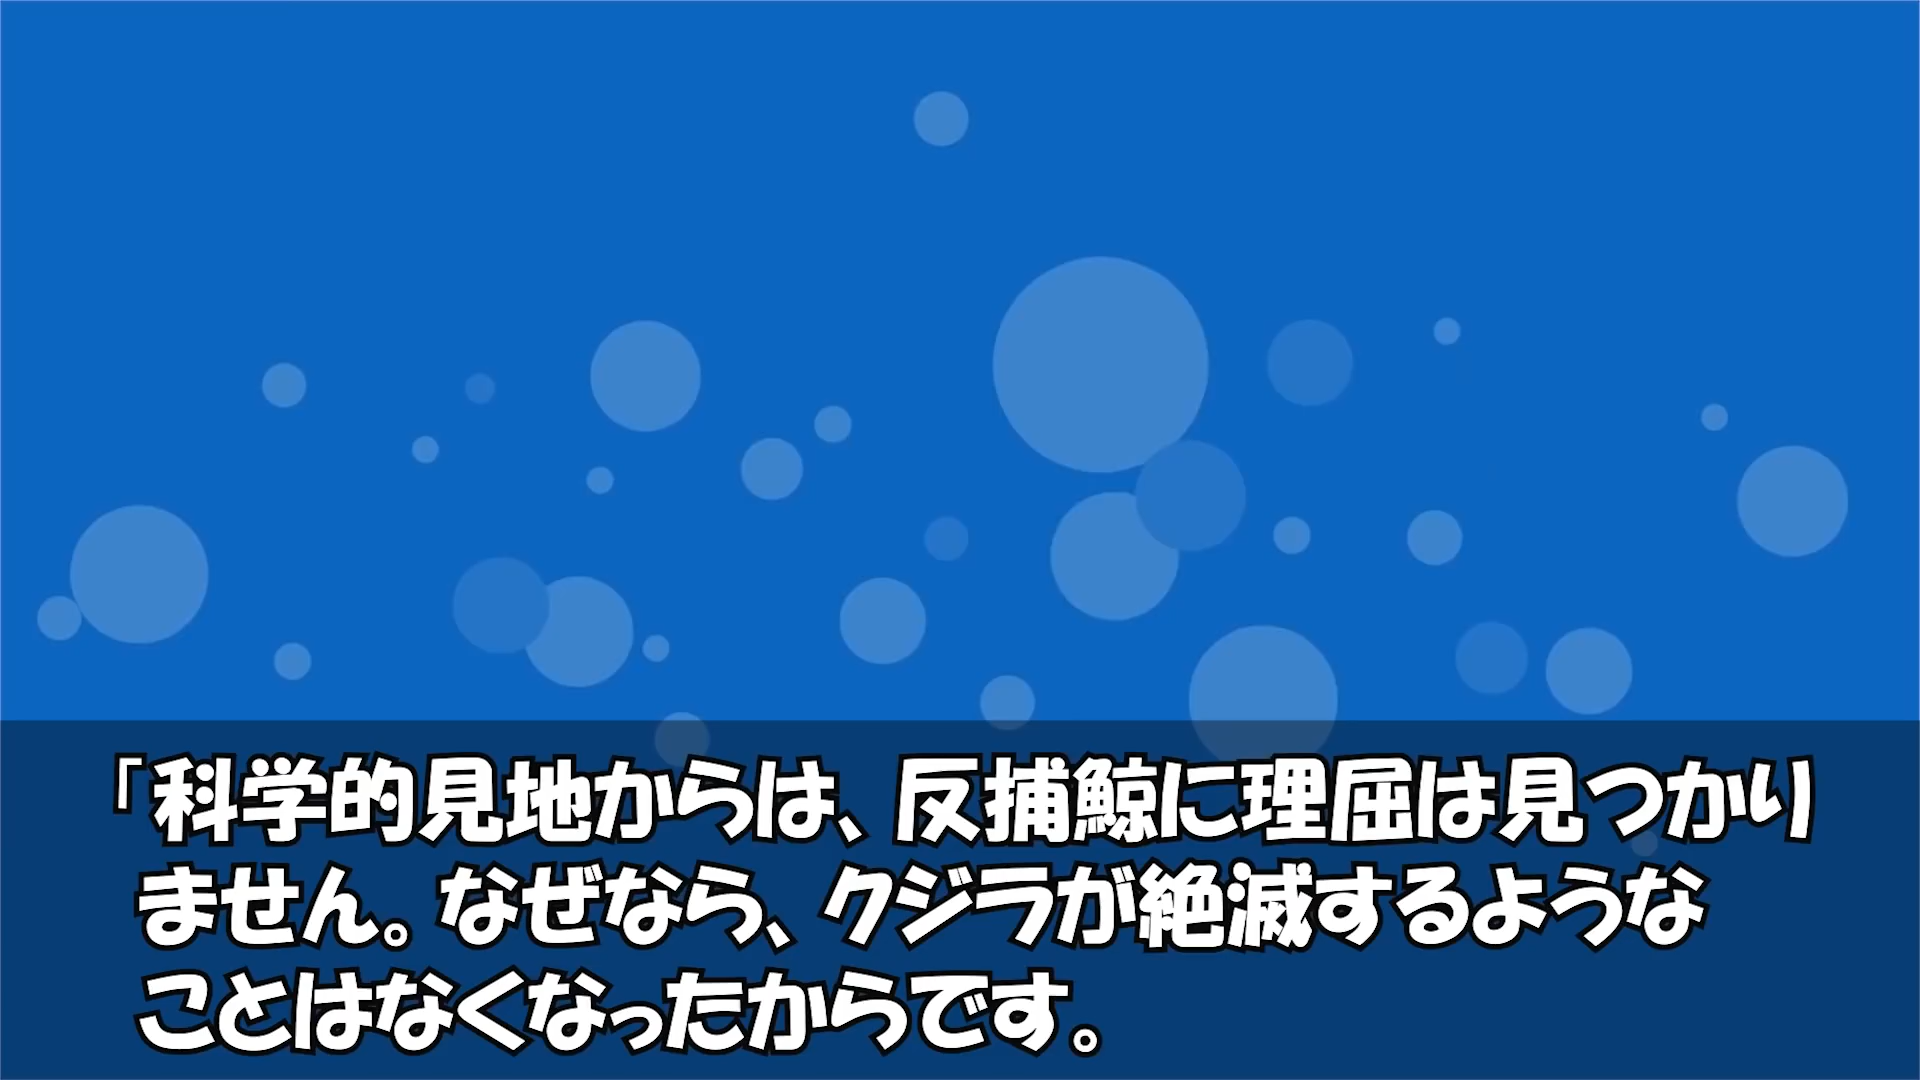 「科学的見地からは、反捕鯨に理屈は見つかり
ません。なぜなら、クジラが絶滅するような
ことはなくなったからです。